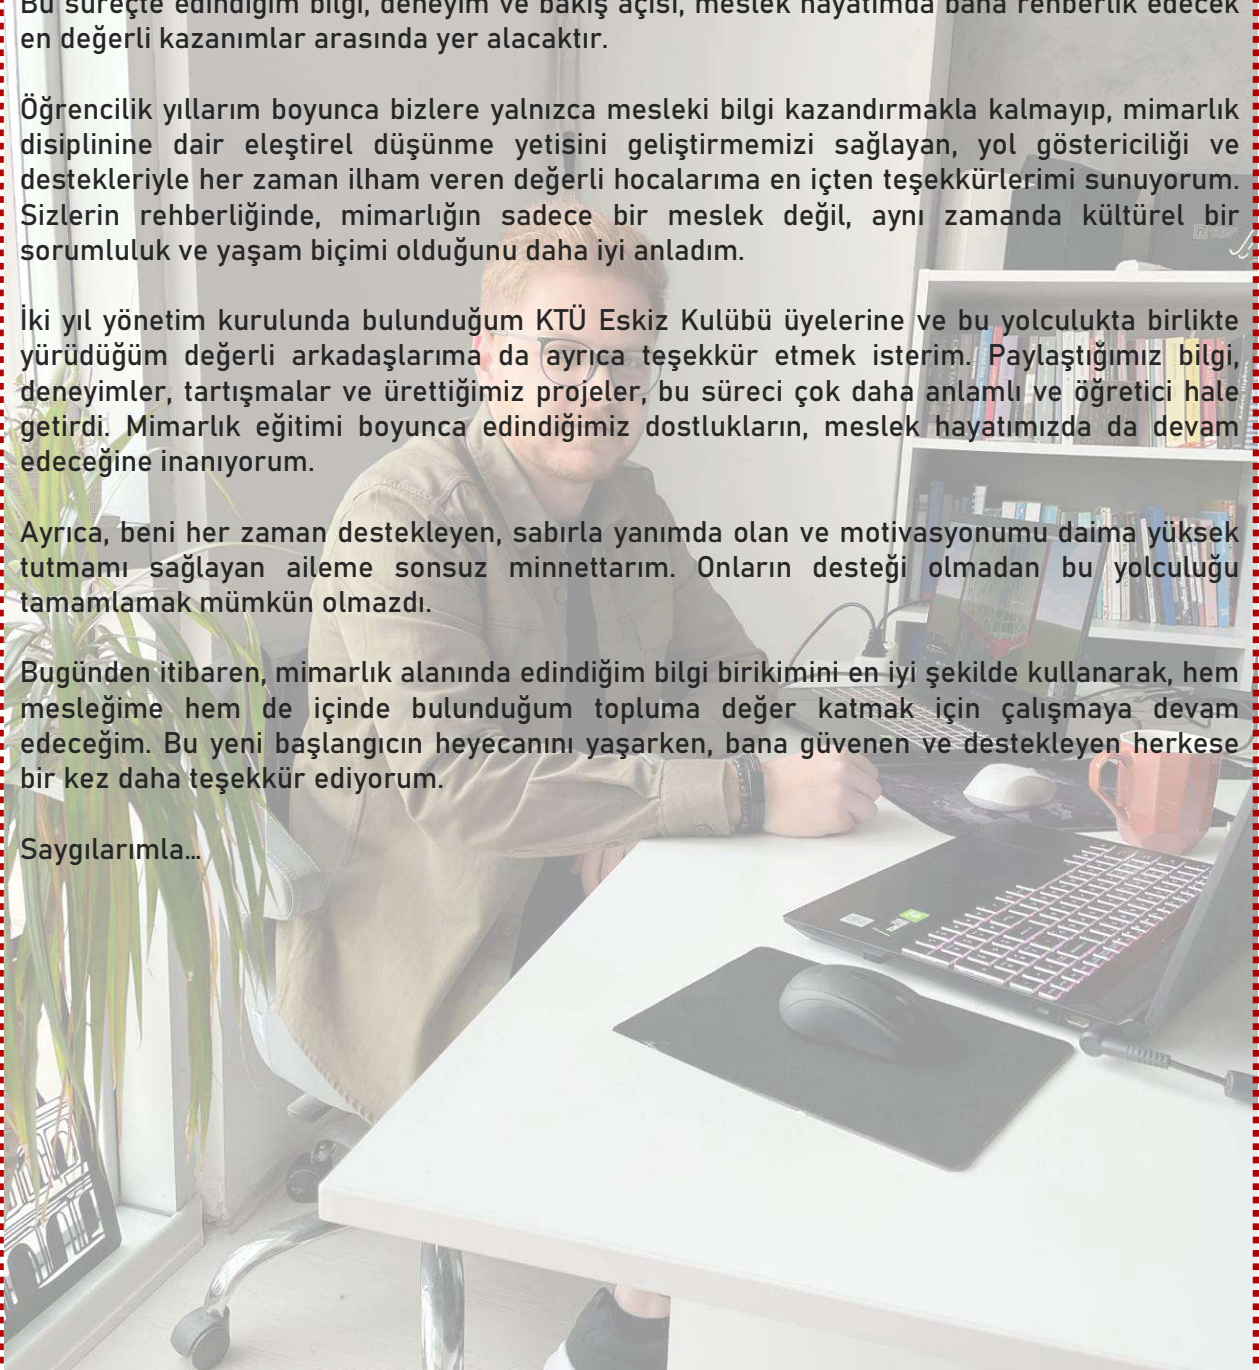 Bu süreçte edindiğim bilgi, deneyim ve bakış açısı, meslek hayatımda bana rehberlik edecek
en değerli kazanımlar arasında yer alacaktır.
Öğrencilik yıllarım boyunca bizlere yalnızca mesleki bilgi kazandırmakla kalmayıp, mimarlık
disiplinine dair eleştirel düşünme yetisini geliştirmemizi sağlayan, yol göstericiliği ve
destekleriyle her zaman ilham veren değerli hocalarıma en içten teşekkürlerimi sunuyorum.
Sizlerin rehberliğinde, mimarlığın sadece bir meslek değil, aynı zamanda kültürel bir
sorumluluk ve yaşam biçimi olduğunu daha iyi anladım.
İki yıl yönetim kurulunda bulunduğum KTÜ Eskiz Kulübü üyelerine ve bu yolculukta birlikte
yürüdüğüm değerli arkadaşlarıma da ayrıca teşekkür etmek isterim. Paylaştığımız bilgi,
deneyimler, tartışmalar ve ürettiğimiz projeler, bu süreci çok daha anlamlı ve öğretici hale
getirdi. Mimarlık eğitimi boyunca edindiğimiz dostlukların, meslek hayatımızda da devam
edeceğine inanıyorum.
Ayrıca, beni her zaman destekleyen, sabırla yanımda olan ve motivasyonumu daima yüksek
tutmamı sağlayan aileme sonsuz minnettarım. Onların desteği olmadan bu yolculuğu
tamamlamak mümkün olmazdı.
Bugünden itibaren, mimarlık alanında edindiğim bilgi birikimini en iyi şekilde kullanarak, hem
mesleğime hem de içinde bulunduğum topluma değer katmak için çalışmaya devam
edeceğim. Bu yeni başlangıcın heyecanını yaşarken, bana güvenen ve destekleyen herkese
bir kez daha teşekkür ediyorum.
Saygılarımla...